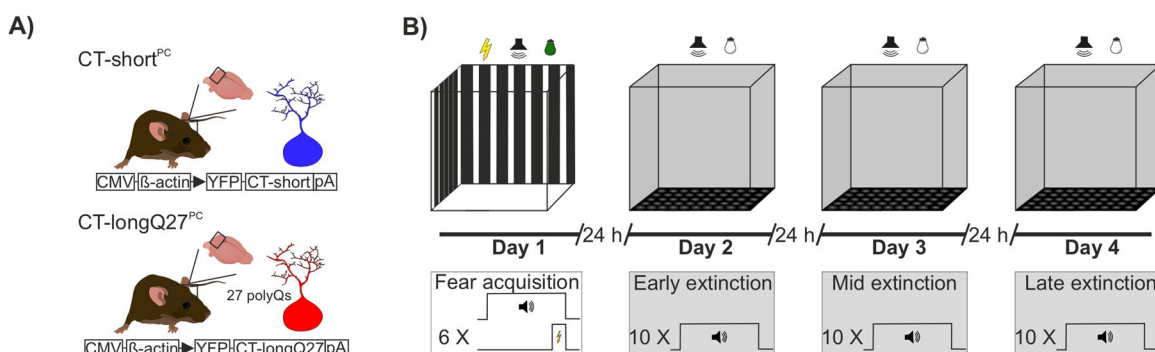 A)
CT-short^PC
CMV ß-actin YFP CT-short pA
CT-longQ27^PC
27 polyQs
CMV ß-actin YFP CT-longQ27 pA
B)
Day 1 24 h Day 2 24 h Day 3 24 h Day 4
Fear acquisition
6 X
Early extinction
10 X
Mid extinction
10 X
Late extinction
10 X